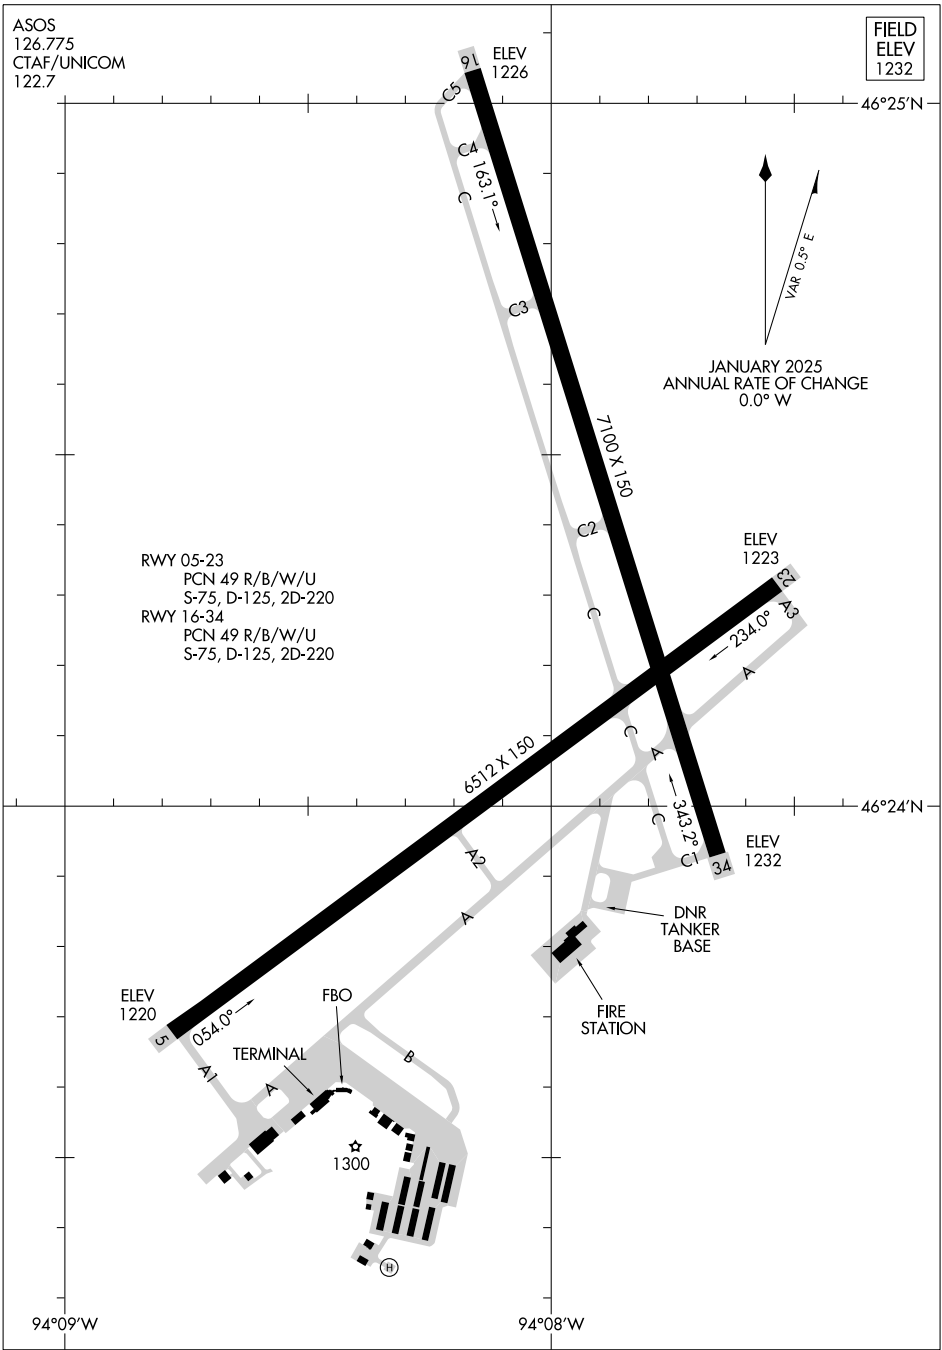 ASOS
126.775
CTAF/UNICOM
122.7
FIELD
ELEV
1232
16
ELEV
1226
C5
46°25'N
C4
163.1°
C
C3
VAR 0.5° E
JANUARY 2025
ANNUAL RATE OF CHANGE
0.0° W
7100 X 150
C2
RWY 05-23
PCN 49 R/B/W/U
S-75, D-125, 2D-220
RWY 16-34
PCN 49 R/B/W/U
S-75, D-125, 2D-220
ELEV
1223
23
A3
C
234.0°
A
C
A
6512 X 150
46°24'N
343.2°
C
C1
34
ELEV
1232
A2
A
DNR
TANKER
BASE
FIRE
STATION
ELEV
1220
5
054.0°
FBO
TERMINAL
A1
A
B
1300
H
94°09'W
94°08'W